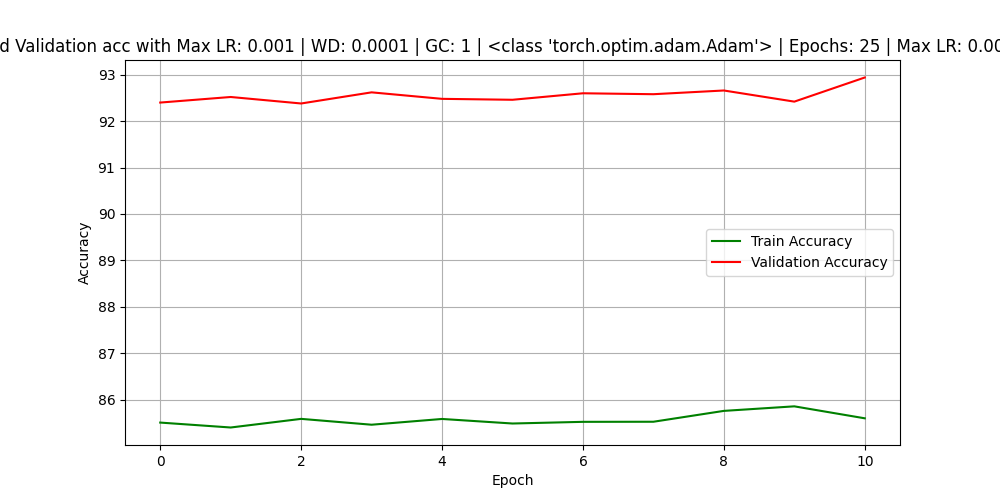 d Validation acc with Max LR: 0.001 | WD: 0.0001 | GC: 1 | <class 'torch.optim.adam.Adam'> | Epochs: 25 | Max LR: 0.00
93
92
91
90
89
88
87
86
Accuracy
Train Accuracy
Validation Accuracy
0 2 4 6 8 10
Epoch